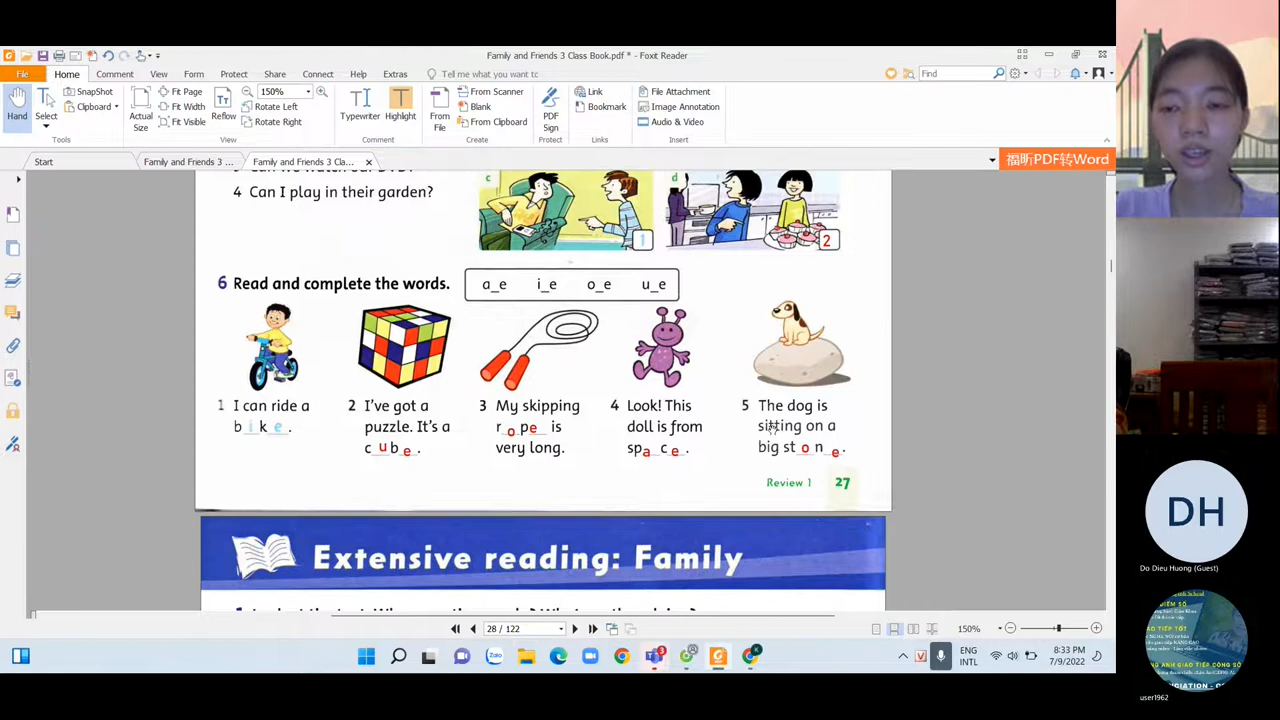 Family and Friends 3 Class Book.pdf * - Foxit Reader
File Home Comment View Form Protect Share Connect Help Extras Tell me what you want tc
Find
Hand
Select
SnapShot
Clipboard
Tools
Actual Size
Fit Page
Fit Width
Fit Visible
Reflow
150%
Rotate Left
Rotate Right
View
Typewriter
Highlight
Comment
From File
From Scanner
Blank
From Clipboard
Create
PDF Sign
Protect
Link
Bookmark
Links
File Attachment
Image Annotation
Audio & Video
Insert
Start
Family and Friends 3 ...
Family and Friends 3 Cla...
福昕PDF转Word
4 Can I play in their garden?
c
1
d
2
6 Read and complete the words.
a_e i_e o_e u_e
1 I can ride a
b i k e .
2 I've got a
puzzle. It's a
c u b e .
3 My skipping
r o p e is
very long.
4 Look! This
doll is from
sp a c e .
5 The dog is
sitting on a
big st o n e .
Review 1 27
Extensive reading: Family
28 / 122
150%
DH
Do Dieu Huong (Guest)
user1962
Zalo
3
ENG
INTL
8:33 PM
7/9/2022